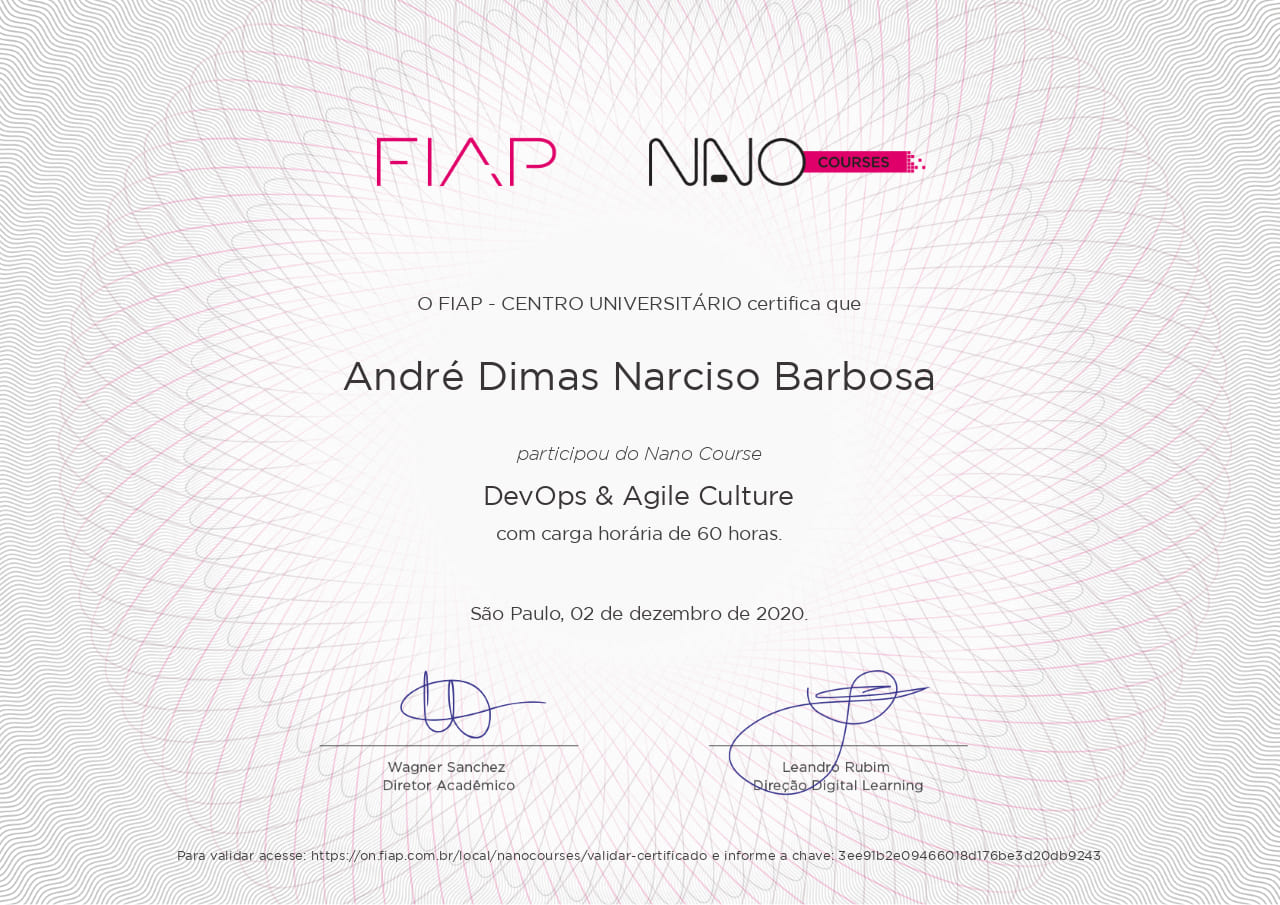 FIAP NANO COURSES
O FIAP - CENTRO UNIVERSITÁRIO certifica que
André Dimas Narciso Barbosa
participou do Nano Course
DevOps & Agile Culture
com carga horária de 60 horas.
São Paulo, 02 de dezembro de 2020.
Wagner Sanchez
Diretor Acadêmico
Leandro Rubim
Direção Digital Learning
Para validar acesse: https://on.fiap.com.br/local/nanocourses/validar-certificado e informe a chave: 3ee91b2e09466018d176be3d20db9243